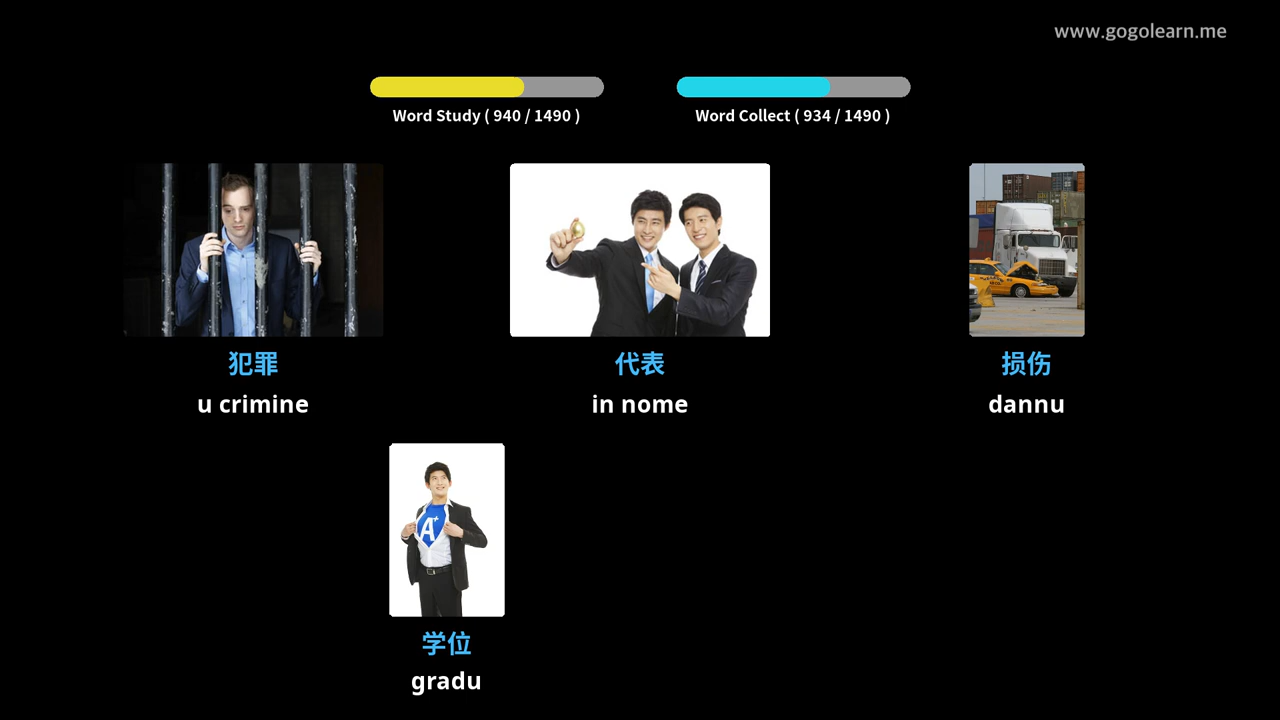 www.gogolearn.me
Word Study ( 940 / 1490 )
Word Collect ( 934 / 1490 )
犯罪
代表
损伤
u crimine
in nome
dannu
A+
学位
gradu